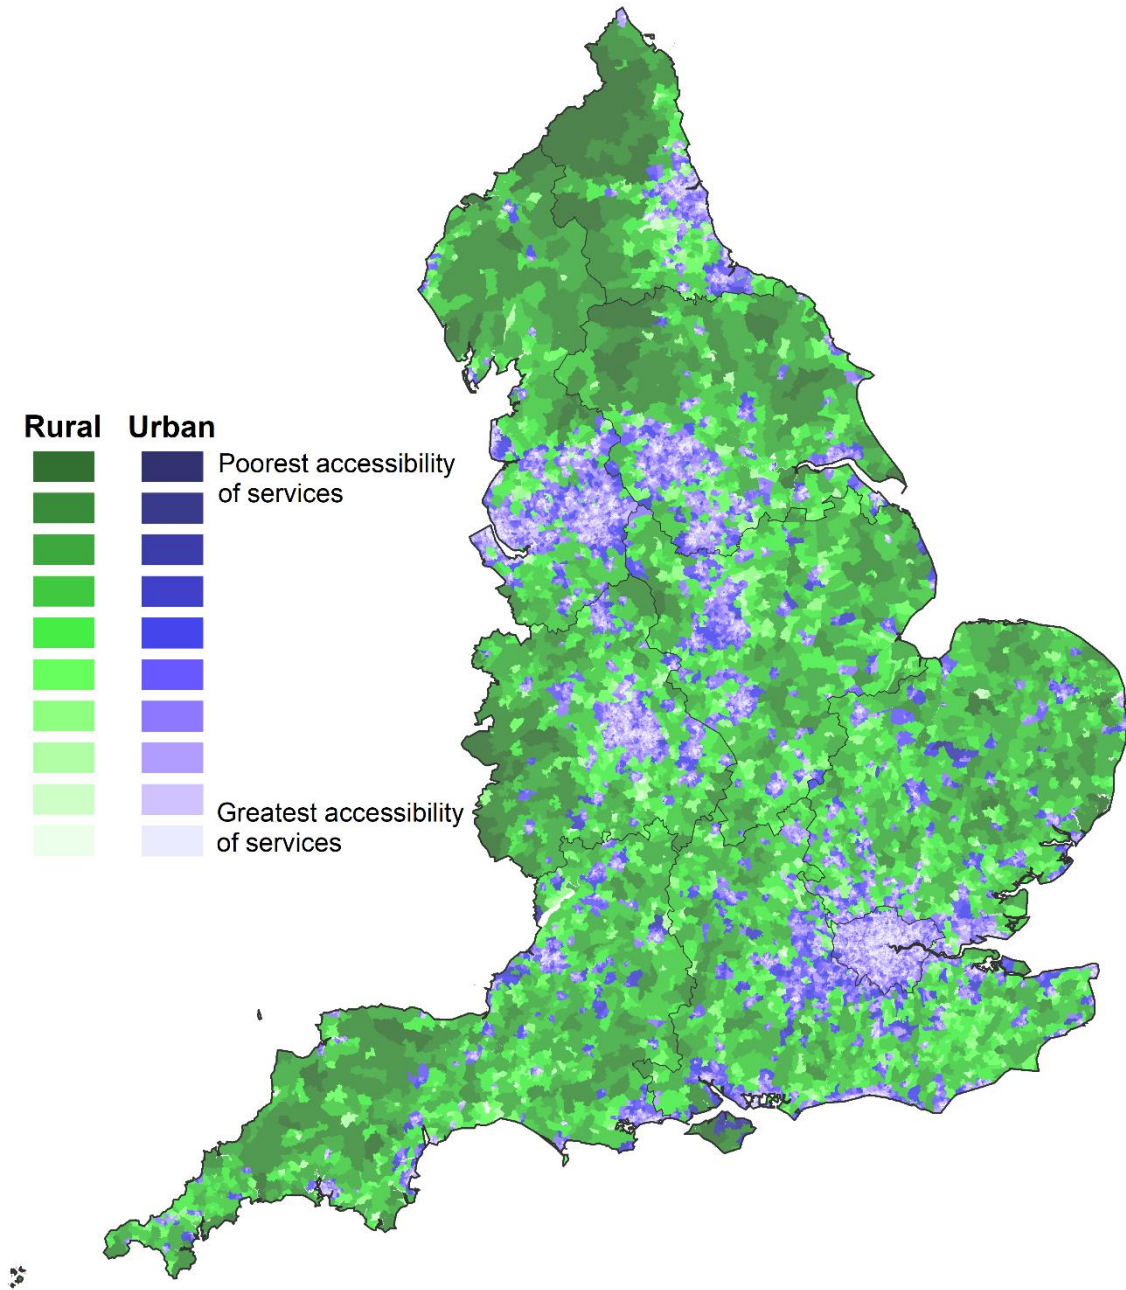 Rural Urban
Poorest accessibility
of services
Greatest accessibility
of services